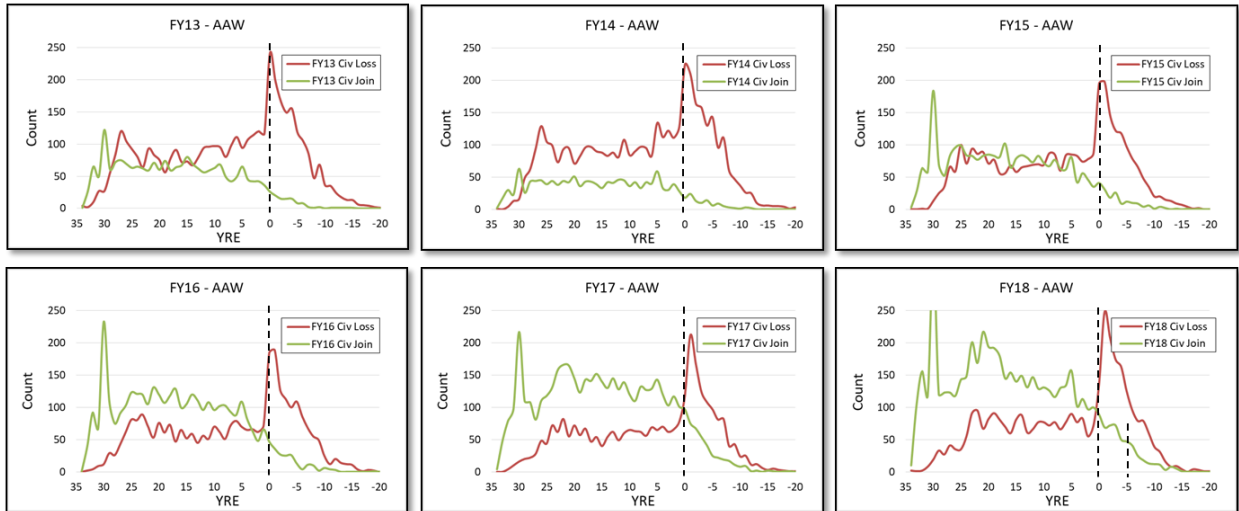 FY13 - AAW
250
200
150
100
50
0
Count
FY13 Civ Loss
FY13 Civ Join
35 30 25 20 15 10 5 0 -5 -10 -15 -20
YRE
FY14 - AAW
250
200
150
100
50
0
Count
FY14 Civ Loss
FY14 Civ Join
35 30 25 20 15 10 5 0 -5 -10 -15 -20
YRE
FY15 - AAW
250
200
150
100
50
0
Count
FY15 Civ Loss
FY15 Civ Join
35 30 25 20 15 10 5 0 -5 -10 -15 -20
YRE
FY16 - AAW
250
200
150
100
50
0
Count
FY16 Civ Loss
FY16 Civ Join
35 30 25 20 15 10 5 0 -5 -10 -15 -20
YRE
FY17 - AAW
250
200
150
100
50
0
Count
FY17 Civ Loss
FY17 Civ Join
35 30 25 20 15 10 5 0 -5 -10 -15 -20
YRE
FY18 - AAW
250
200
150
100
50
0
Count
FY18 Civ Loss
FY18 Civ Join
35 30 25 20 15 10 5 0 -5 -10 -15 -20
YRE